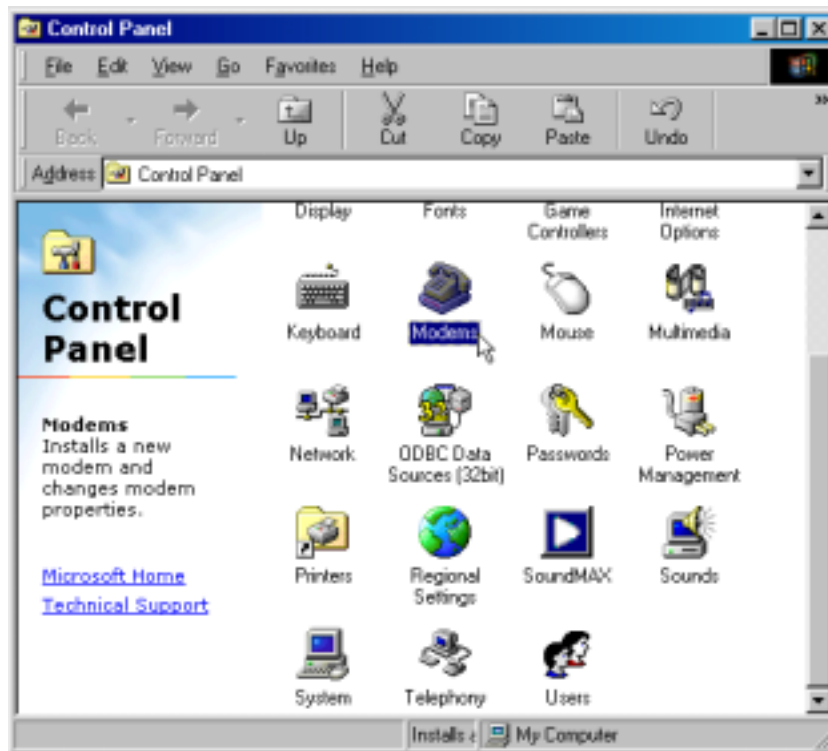 Control Panel
File Edit View Go Favorites Help
Back Forward Up Cut Copy Paste Undo »
Address Control Panel
Display Fonts Game Controllers Internet Options
Control
Panel
Keyboard Modems Mouse Multimedia
Modems
Installs a new
modem and
changes modem
properties.
Network ODBC Data Sources (32bit) Passwords Power Management
Microsoft Home
Technical Support
Printers Regional Settings SoundMAX Sounds
System Telephony Users
Installs My Computer